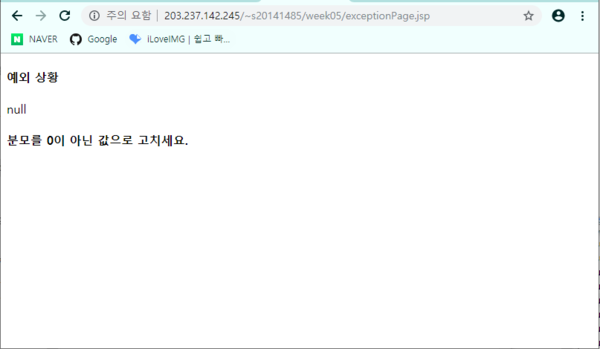 주의 요함 203.237.142.245/~s20141485/week05/exceptionPage.jsp
N NAVER Google iLoveIMG | 쉽고 빠...
예외 상황
null
분모를 0이 아닌 값으로 고치세요.